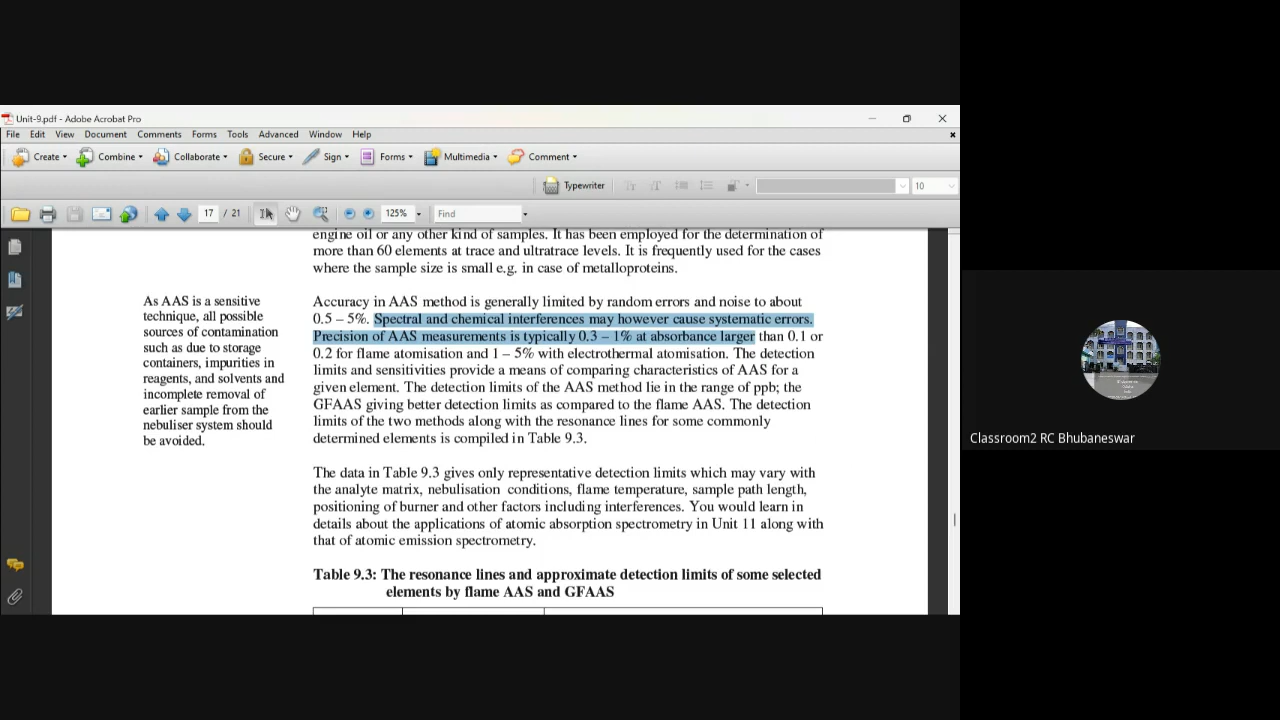 Unit-9.pdf - Adobe Acrobat Pro
File Edit View Document Comments Forms Tools Advanced Window Help
Create Combine Collaborate Secure Sign Forms Multimedia Comment
Typewriter 10
17 / 21 125% Find
engine oil or any other kind of samples. It has been employed for the determination of
more than 60 elements at trace and ultratrace levels. It is frequently used for the cases
where the sample size is small e.g. in case of metalloproteins.
As AAS is a sensitive
technique, all possible
sources of contamination
such as due to storage
containers, impurities in
reagents, and solvents and
incomplete removal of
earlier sample from the
nebuliser system should
be avoided.
Accuracy in AAS method is generally limited by random errors and noise to about
0.5 – 5%. Spectral and chemical interferences may however cause systematic errors.
Precision of AAS measurements is typically 0.3 – 1% at absorbance larger than 0.1 or
0.2 for flame atomisation and 1 – 5% with electrothermal atomisation. The detection
limits and sensitivities provide a means of comparing characteristics of AAS for a
given element. The detection limits of the AAS method lie in the range of ppb; the
GFAAS giving better detection limits as compared to the flame AAS. The detection
limits of the two methods along with the resonance lines for some commonly
determined elements is compiled in Table 9.3.
The data in Table 9.3 gives only representative detection limits which may vary with
the analyte matrix, nebulisation conditions, flame temperature, sample path length,
positioning of burner and other factors including interferences. You would learn in
details about the applications of atomic absorption spectrometry in Unit 11 along with
that of atomic emission spectrometry.
Table 9.3: The resonance lines and approximate detection limits of some selected
elements by flame AAS and GFAAS
Classroom2 RC Bhubaneswar